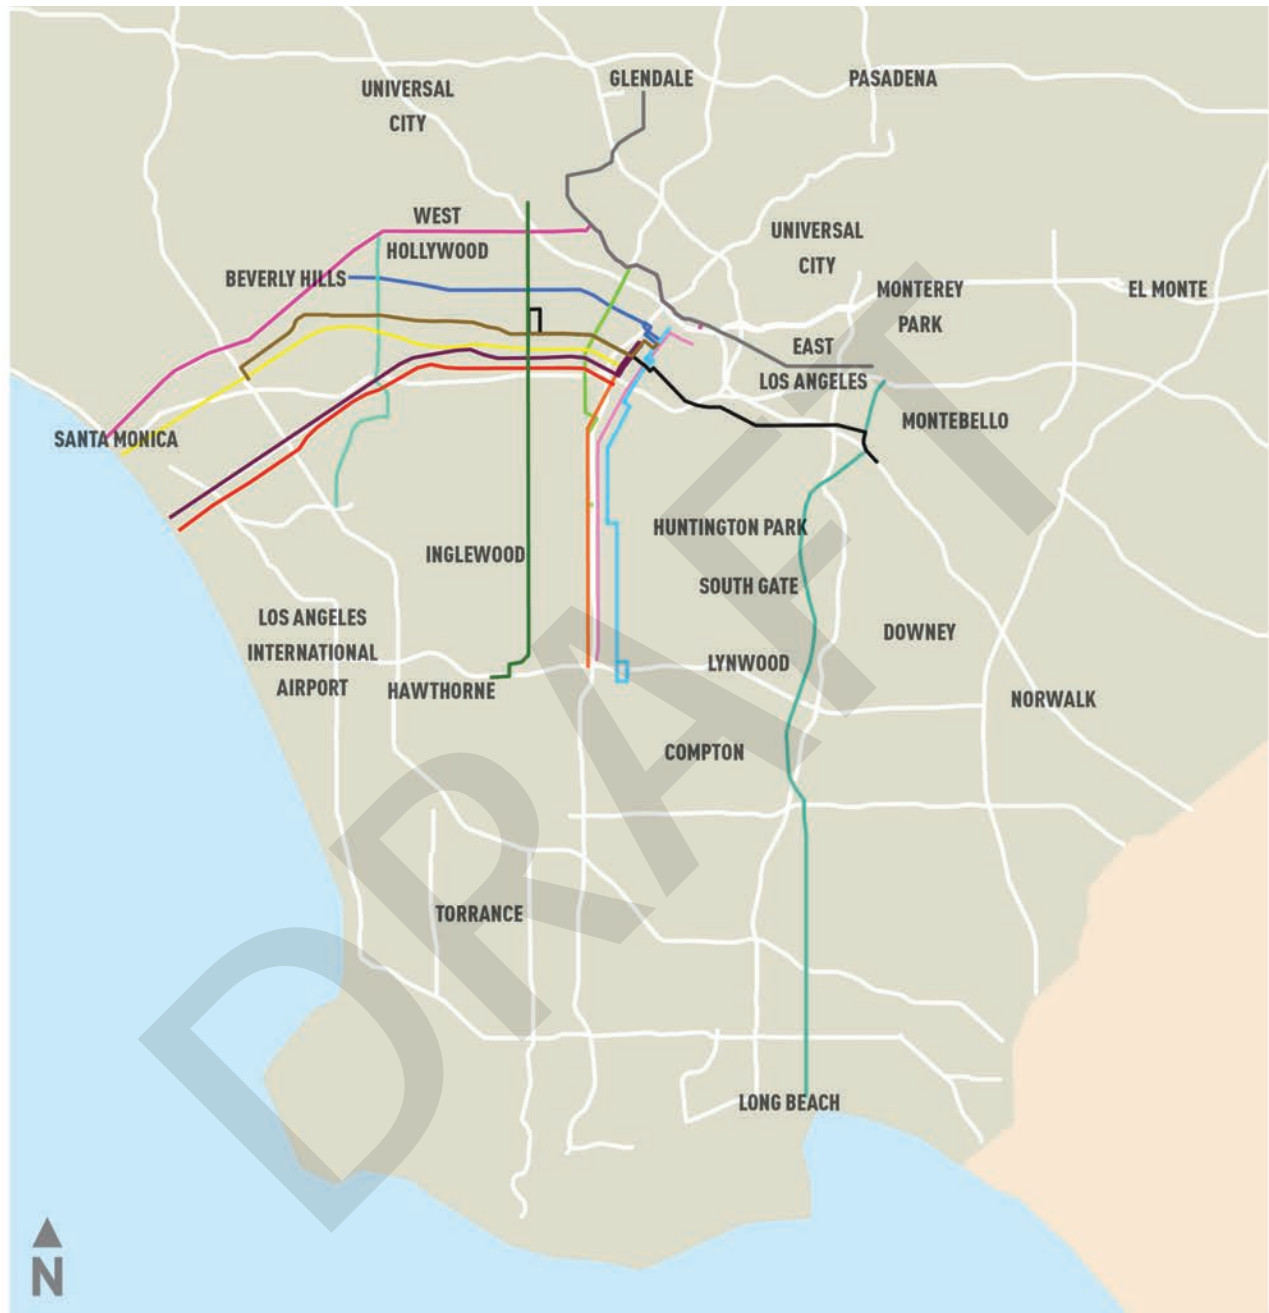 GLENDALE
PASADENA
UNIVERSAL
CITY
WEST
HOLLYWOOD
UNIVERSAL
CITY
BEVERLY HILLS
MONTEREY
PARK
EL MONTE
EAST
LOS ANGELES
MONTEBELLO
SANTA MONICA
HUNTINGTON PARK
INGLEWOOD
SOUTH GATE
LOS ANGELES
INTERNATIONAL
AIRPORT
DOWNEY
LYNWOOD
HAWTHORNE
NORWALK
COMPTON
TORRANCE
LONG BEACH
DRAFT
N